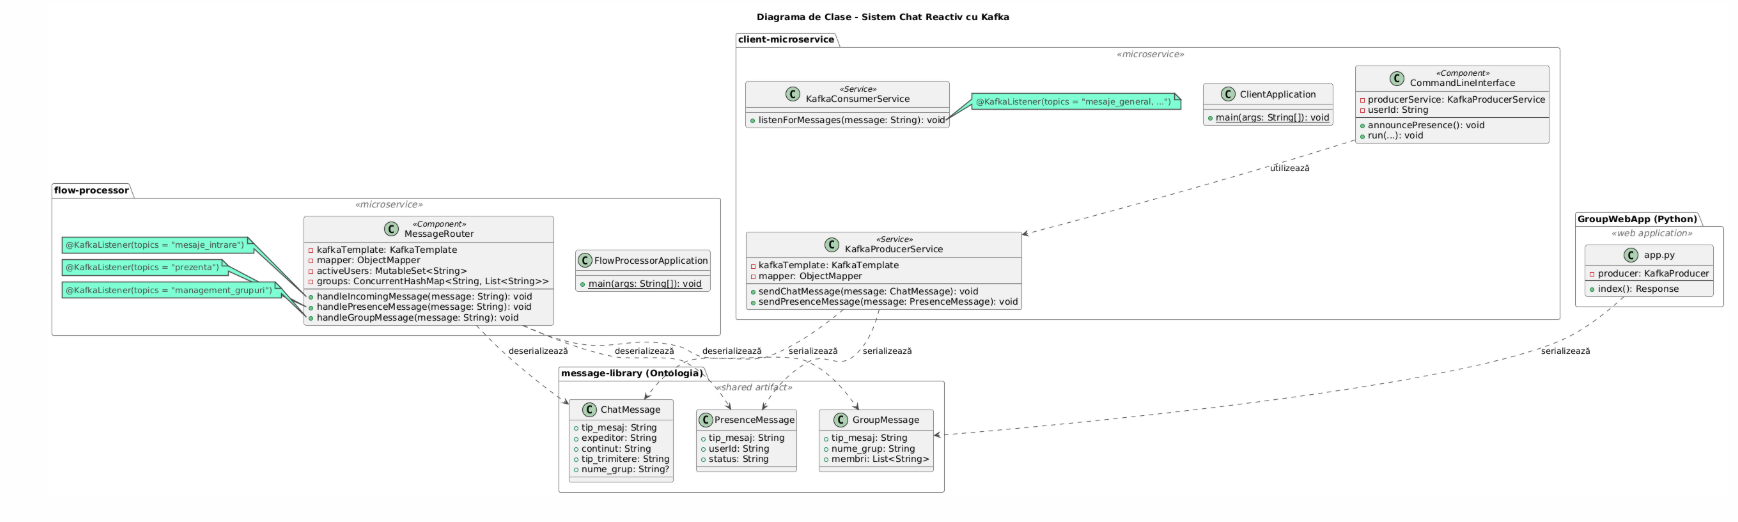 Diagrama de Clase - Sistem Chat Reactiv cu Kafka
client-microservice
«microservice»
C
«Service»
KafkaConsumerService
listenForMessages(message: String): void
@KafkaListener(topics = "mesaje_general, ...")
C
ClientApplication
main(args: String[]): void
C
«Component»
CommandLineInterface
producerService: KafkaProducerService
userId: String
announcePresence(): void
run(...): void
utilizează
C
«Service»
KafkaProducerService
kafkaTemplate: KafkaTemplate
mapper: ObjectMapper
sendChatMessage(message: ChatMessage): void
sendPresenceMessage(message: PresenceMessage): void
flow-processor
«microservice»
@KafkaListener(topics = "mesaje_intrare")
@KafkaListener(topics = "prezenta")
@KafkaListener(topics = "management_grupuri")
C
«Component»
MessageRouter
kafkaTemplate: KafkaTemplate
mapper: ObjectMapper
activeUsers: MutableSet<String>
groups: ConcurrentHashMap<String, List<String>>
handleIncomingMessage(message: String): void
handlePresenceMessage(message: String): void
handleGroupMessage(message: String): void
C
FlowProcessorApplication
main(args: String[]): void
GroupWebApp (Python)
«web application»
C
app.py
producer: KafkaProducer
index(): Response
deserializează
deserializează
deserializează
serializează
serializează
serializează
message-library (Ontologia)
«shared artifact»
C
ChatMessage
tip_mesaj: String
expeditor: String
continut: String
tip_trimitere: String
nume_grup: String?
C
PresenceMessage
tip_mesaj: String
userId: String
status: String
C
GroupMessage
tip_mesaj: String
nume_grup: String
membri: List<String>